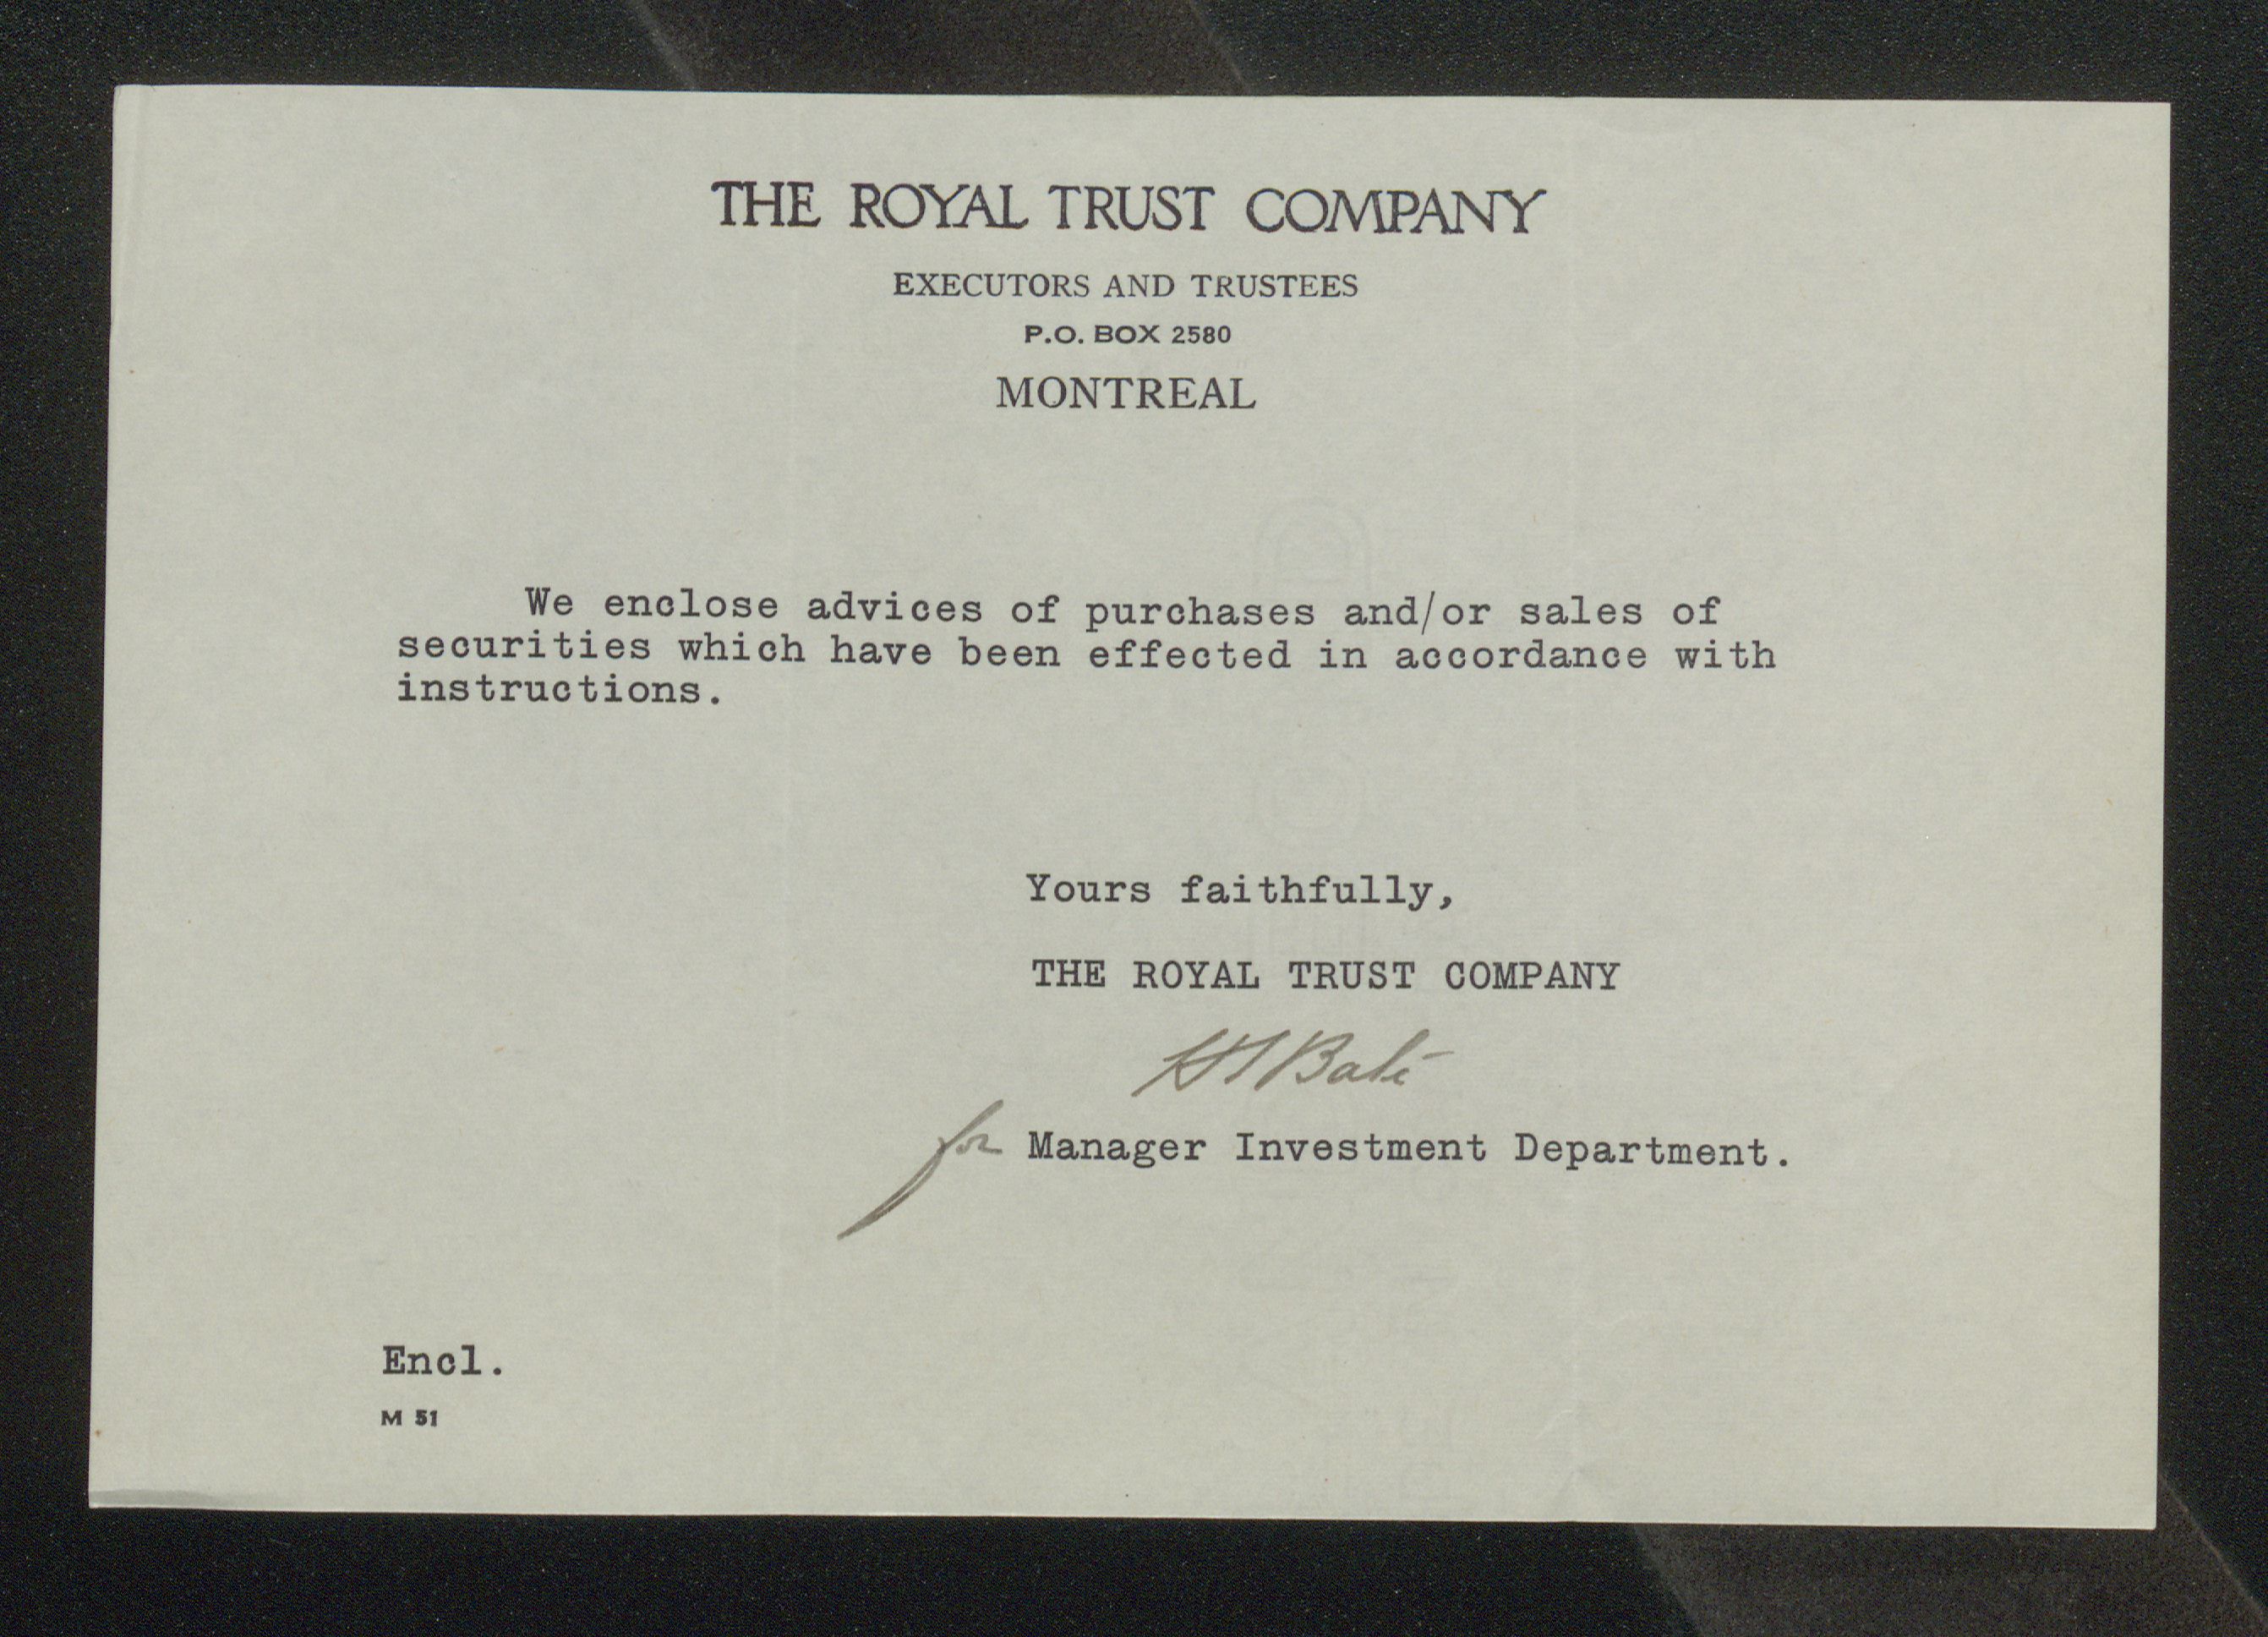 THE ROYAL TRUST COMPANY
EXECUTORS AND TRUSTEES
P.O. BOX 2580
MONTREAL
We enclose advices of purchases and/or sales of
securities which have been effected in accordance with
instructions.
Yours faithfully,
THE ROYAL TRUST COMPANY
Bate
for Manager Investment Department.
Encl.
M 51